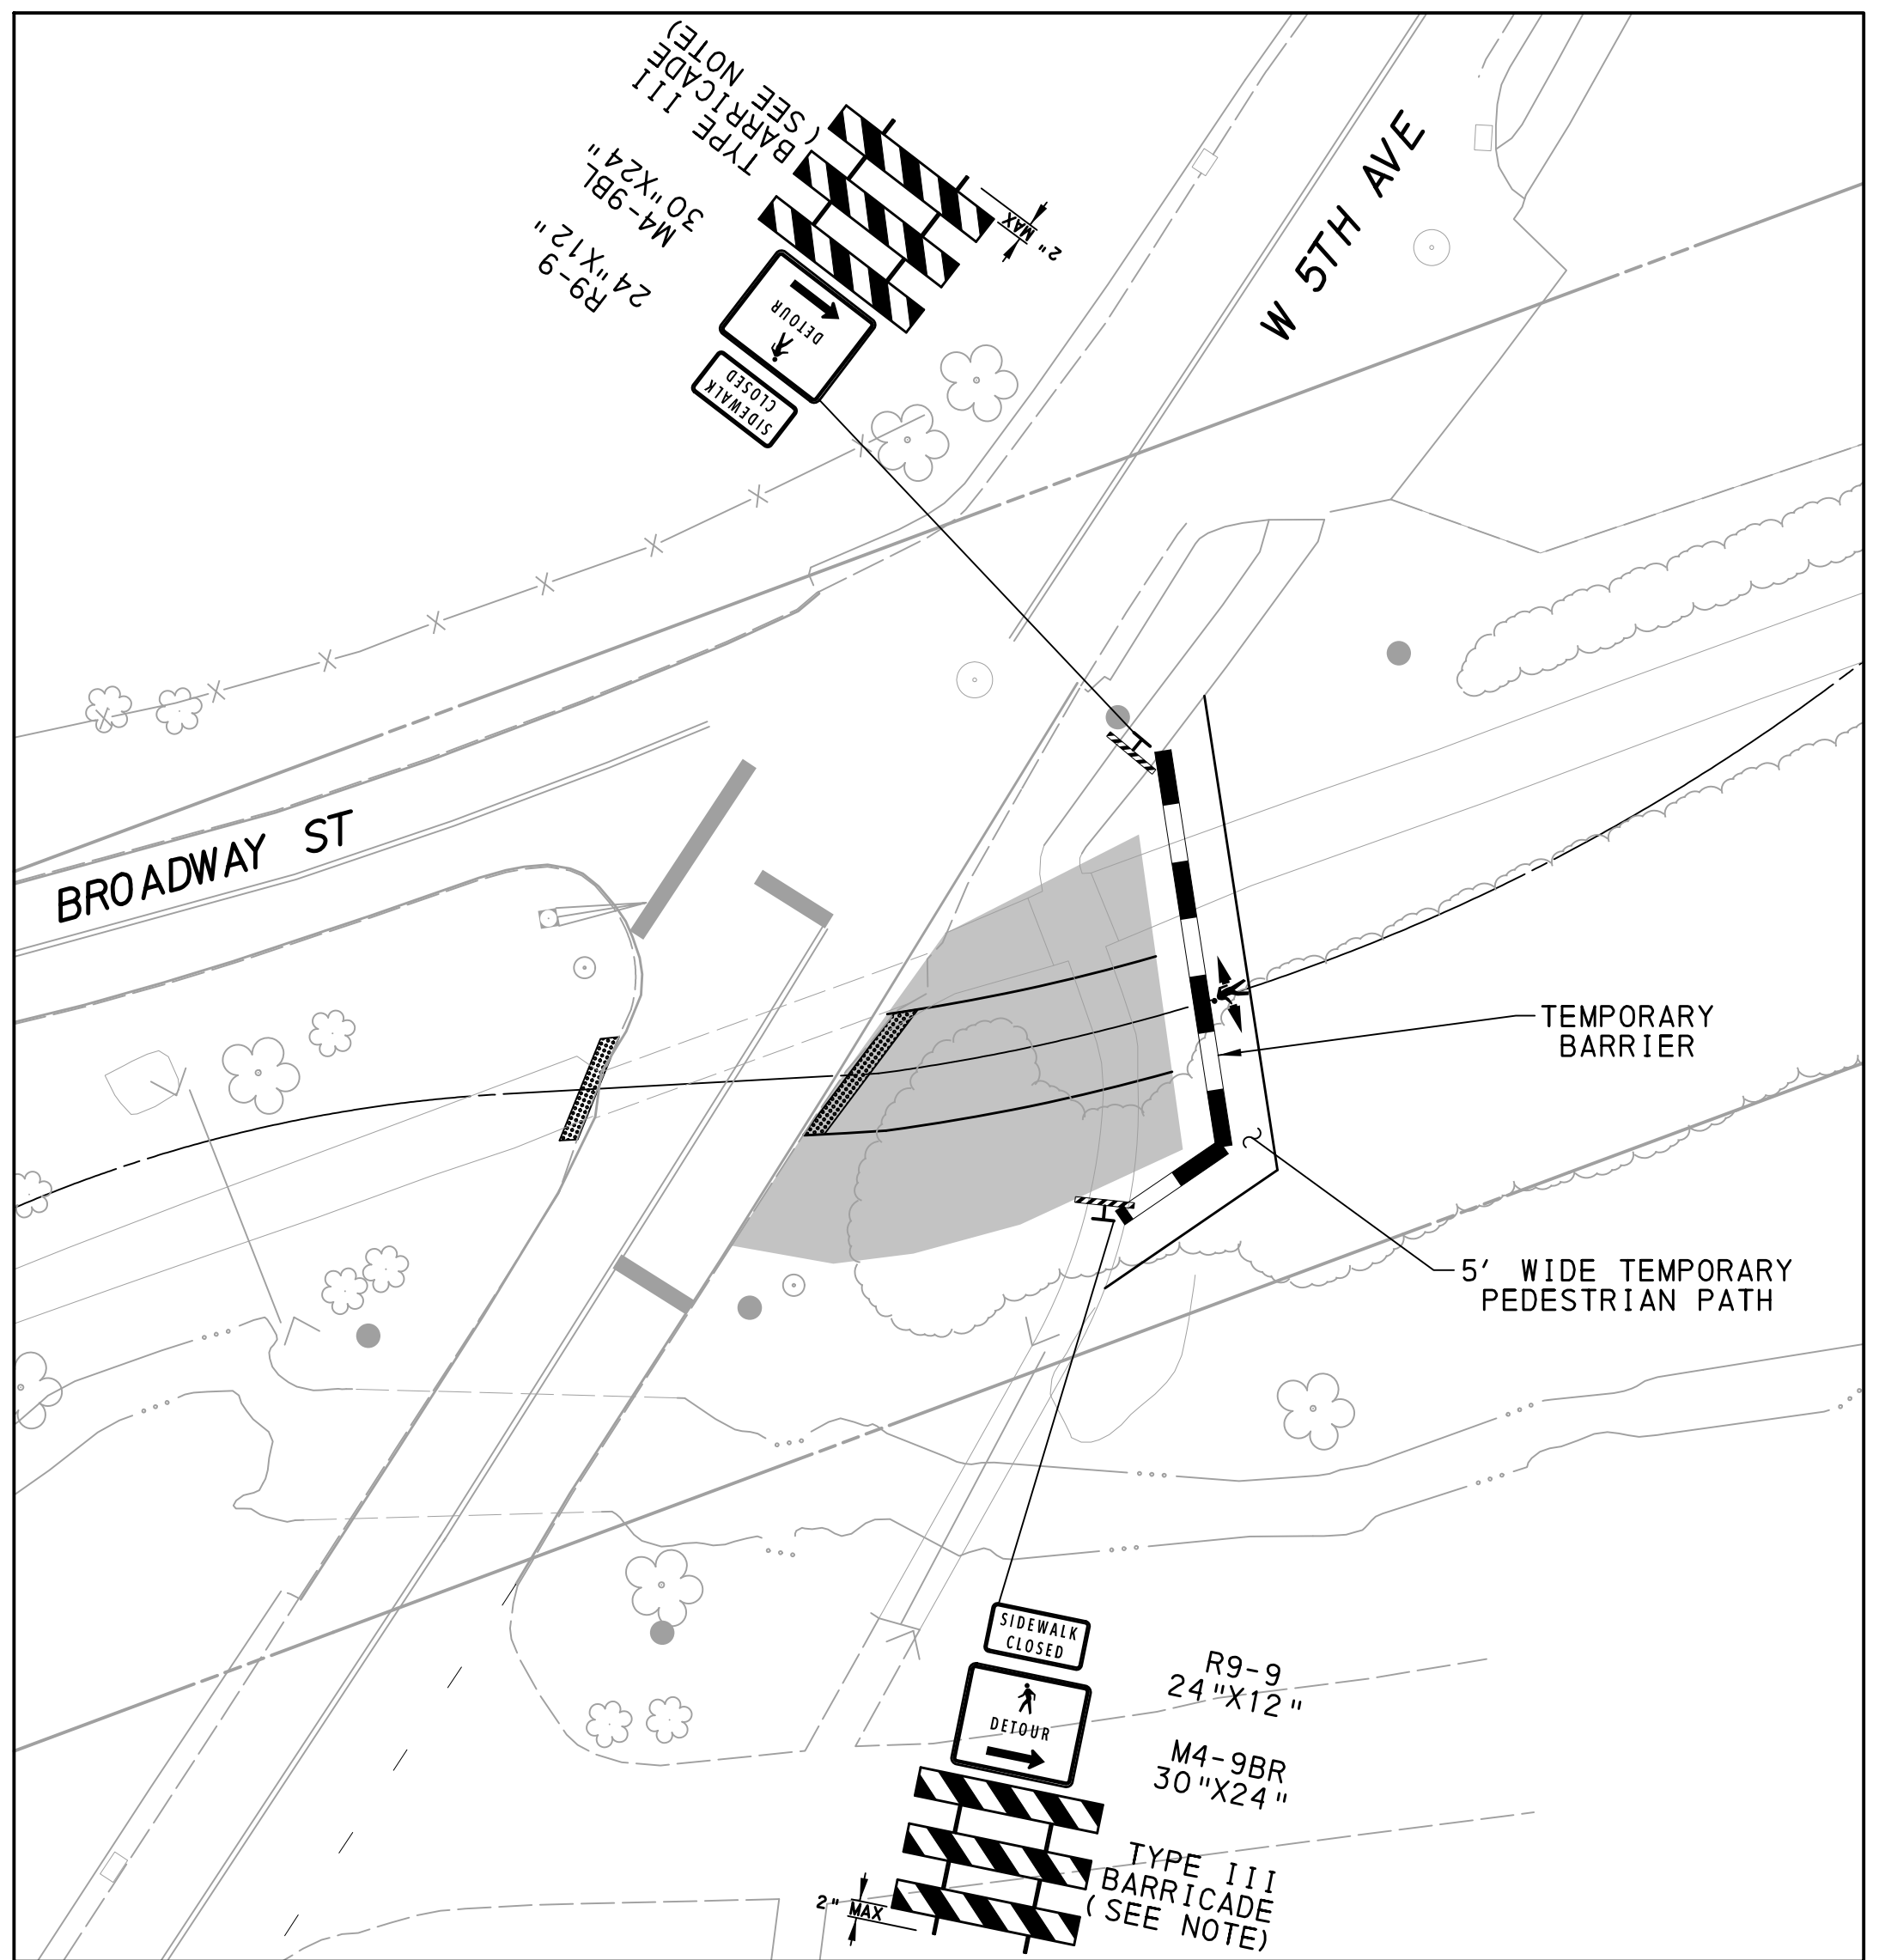 TYPE III
BARRICADE
(SEE NOTE)
M4-9BL
30"X24"
R9-9
24"X12"
2"
MAX
DETOUR
SIDEWALK
CLOSED
W 5TH AVE
BROADWAY ST
TEMPORARY
BARRIER
5' WIDE TEMPORARY
PEDESTRIAN PATH
SIDEWALK
CLOSED
DETOUR
R9-9
24"X12"
M4-9BR
30"X24"
TYPE III
BARRICADE
(SEE NOTE)
2" MAX